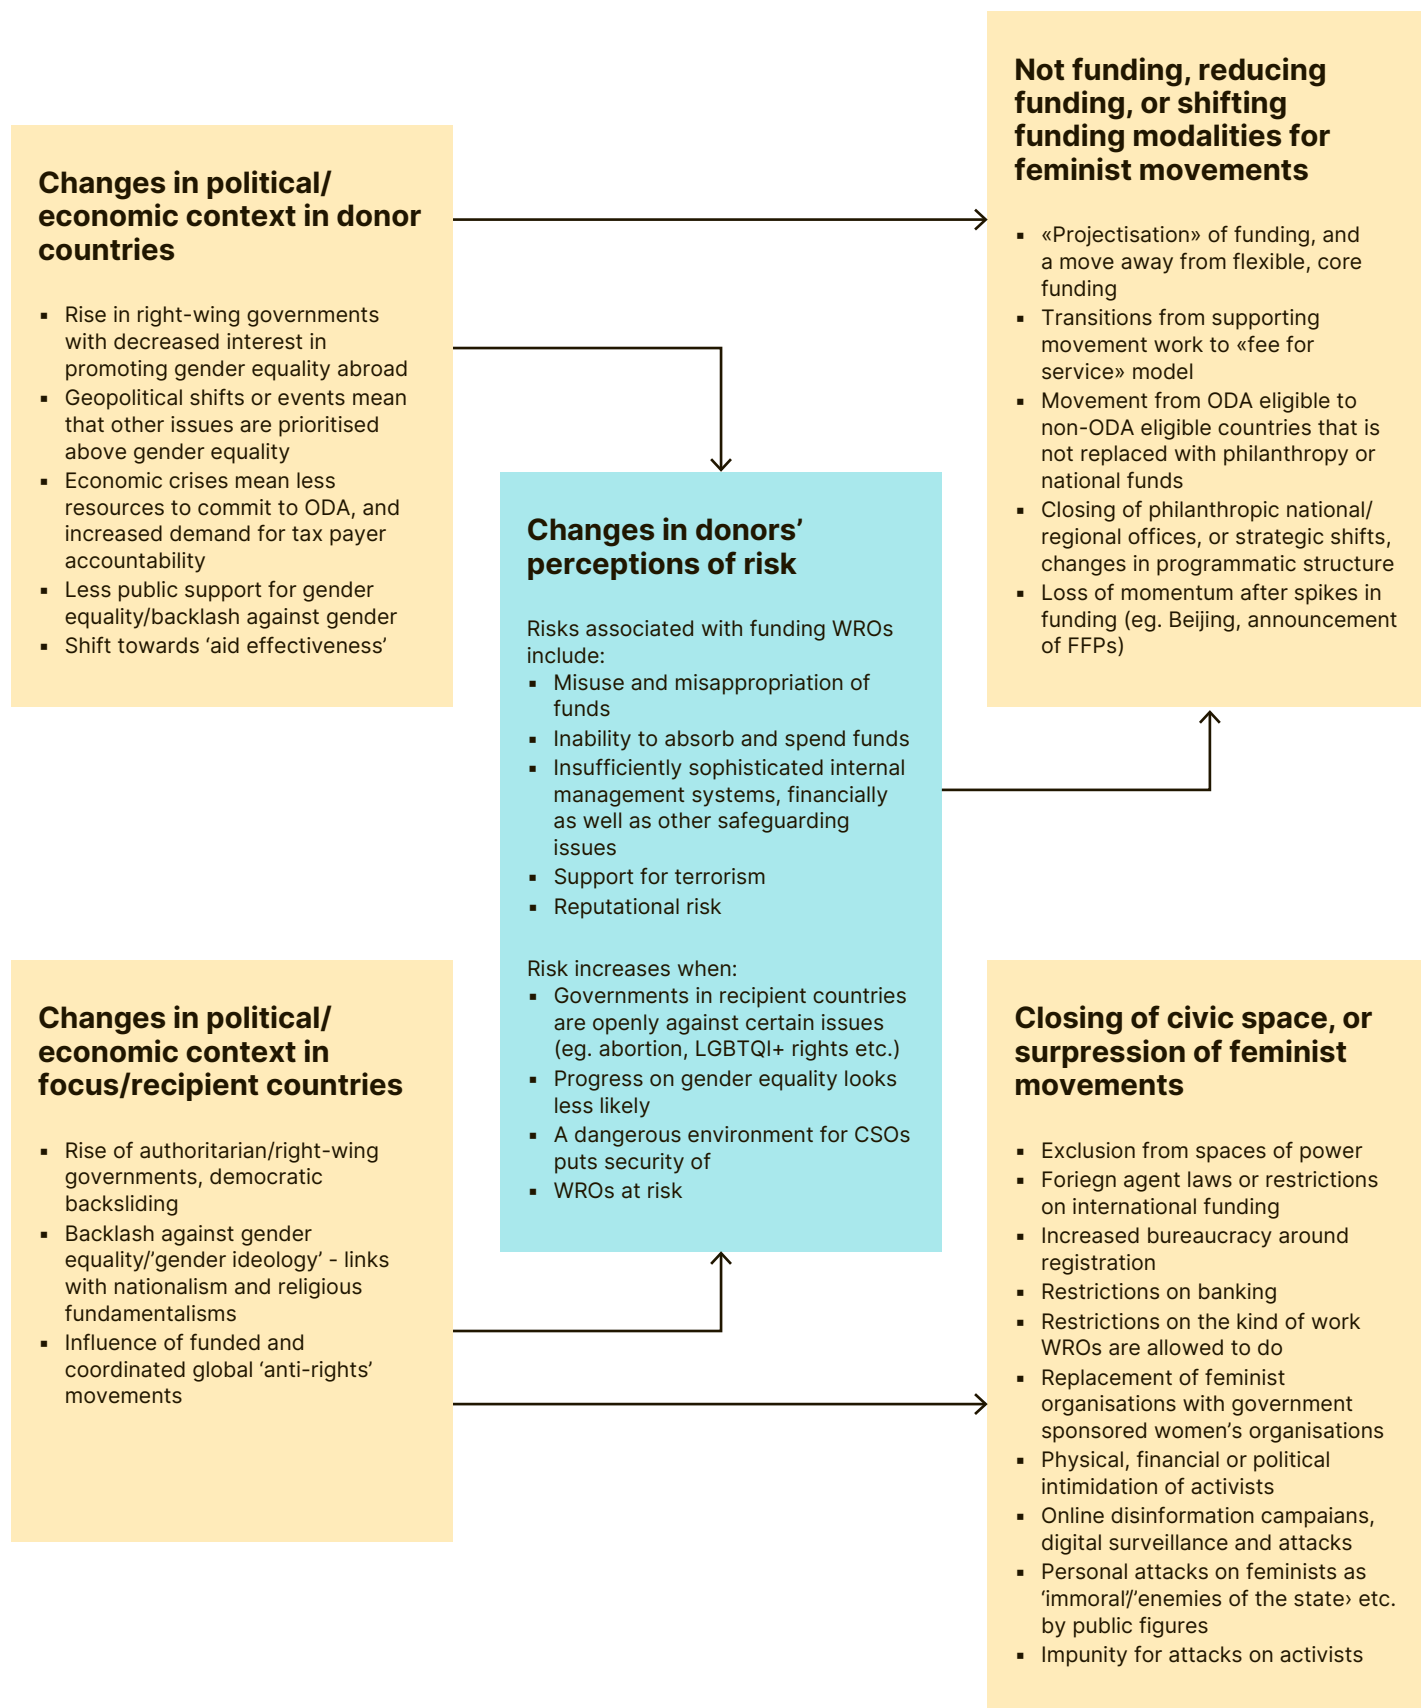 Changes in political/
economic context in donor
countries
▪ Rise in right-wing governments
with decreased interest in
promoting gender equality abroad
▪ Geopolitical shifts or events mean
that other issues are prioritised
above gender equality
▪ Economic crises mean less
resources to commit to ODA, and
increased demand for tax payer
accountability
▪ Less public support for gender
equality/backlash against gender
▪ Shift towards ‘aid effectiveness’
Not funding, reducing
funding, or shifting
funding modalities for
feminist movements
▪ «Projectisation» of funding, and
a move away from flexible, core
funding
▪ Transitions from supporting
movement work to «fee for
service» model
▪ Movement from ODA eligible to
non-ODA eligible countries that is
not replaced with philanthropy or
national funds
▪ Closing of philanthropic national/
regional offices, or strategic shifts,
changes in programmatic structure
▪ Loss of momentum after spikes in
funding (eg. Beijing, announcement
of FFPs)
Changes in donors’
perceptions of risk
Risks associated with funding WROs
include:
▪ Misuse and misappropriation of
funds
▪ Inability to absorb and spend funds
▪ Insufficiently sophisticated internal
management systems, financially
as well as other safeguarding
issues
▪ Support for terrorism
▪ Reputational risk
Risk increases when:
▪ Governments in recipient countries
are openly against certain issues
(eg. abortion, LGBTQI+ rights etc.)
▪ Progress on gender equality looks
less likely
▪ A dangerous environment for CSOs
puts security of
▪ WROs at risk
Changes in political/
economic context in
focus/recipient countries
▪ Rise of authoritarian/right-wing
governments, democratic
backsliding
▪ Backlash against gender
equality/’gender ideology’ - links
with nationalism and religious
fundamentalisms
▪ Influence of funded and
coordinated global ‘anti-rights’
movements
Closing of civic space, or
surpression of feminist
movements
▪ Exclusion from spaces of power
▪ Foriegn agent laws or restrictions
on international funding
▪ Increased bureaucracy around
registration
▪ Restrictions on banking
▪ Restrictions on the kind of work
WROs are allowed to do
▪ Replacement of feminist
organisations with government
sponsored women’s organisations
▪ Physical, financial or political
intimidation of activists
▪ Online disinformation campaians,
digital surveillance and attacks
▪ Personal attacks on feminists as
‘immoral’/’enemies of the state› etc.
by public figures
▪ Impunity for attacks on activists